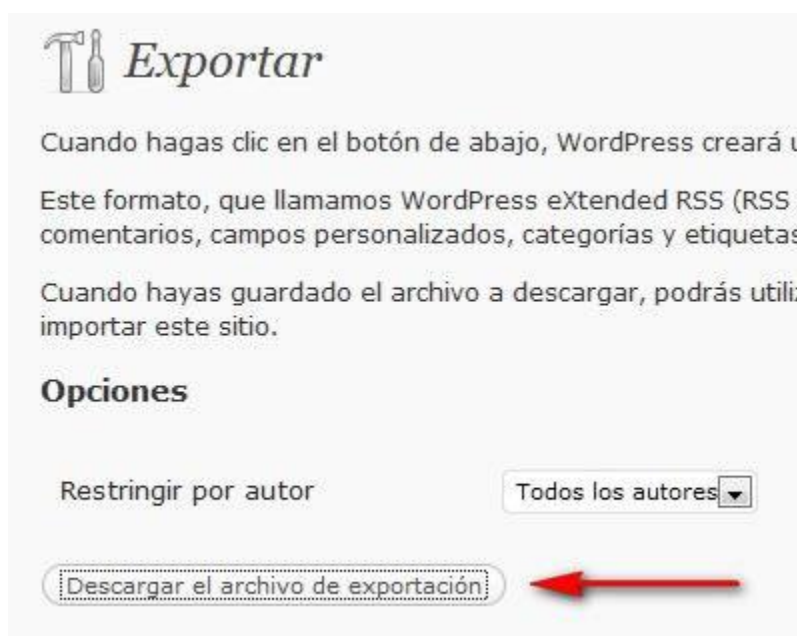 Exportar
Cuando hagas clic en el botón de abajo, WordPress creará
Este formato, que llamamos WordPress eXtended RSS (RSS
comentarios, campos personalizados, categorías y etiquetas
Cuando hayas guardado el archivo a descargar, podrás
importar este sitio.
Opciones
Restringir por autor
Todos los autores
Descargar el archivo de exportación